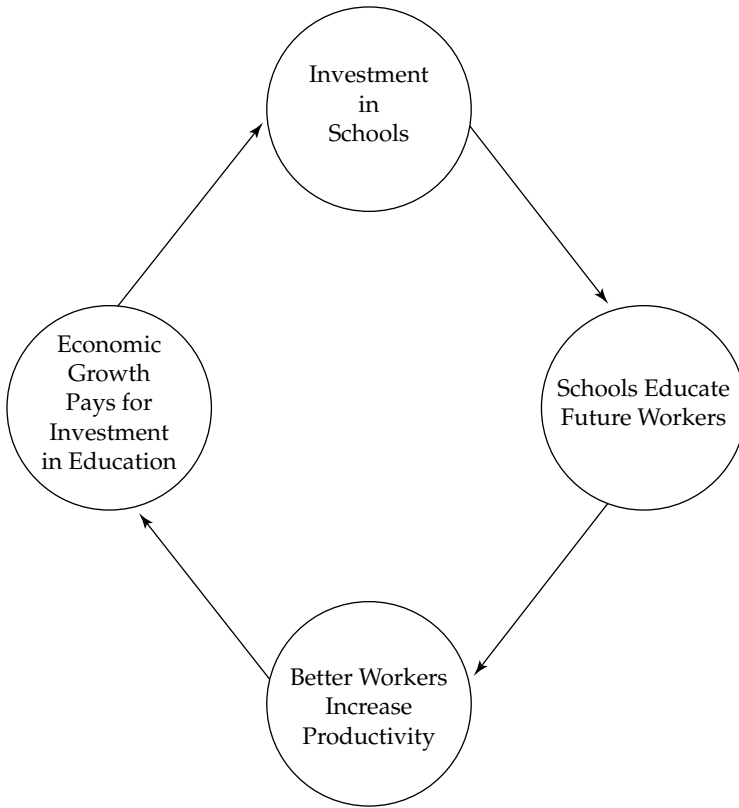 Investment
in
Schools
Schools Educate
Future Workers
Better Workers
Increase
Productivity
Economic
Growth
Pays for
Investment
in Education